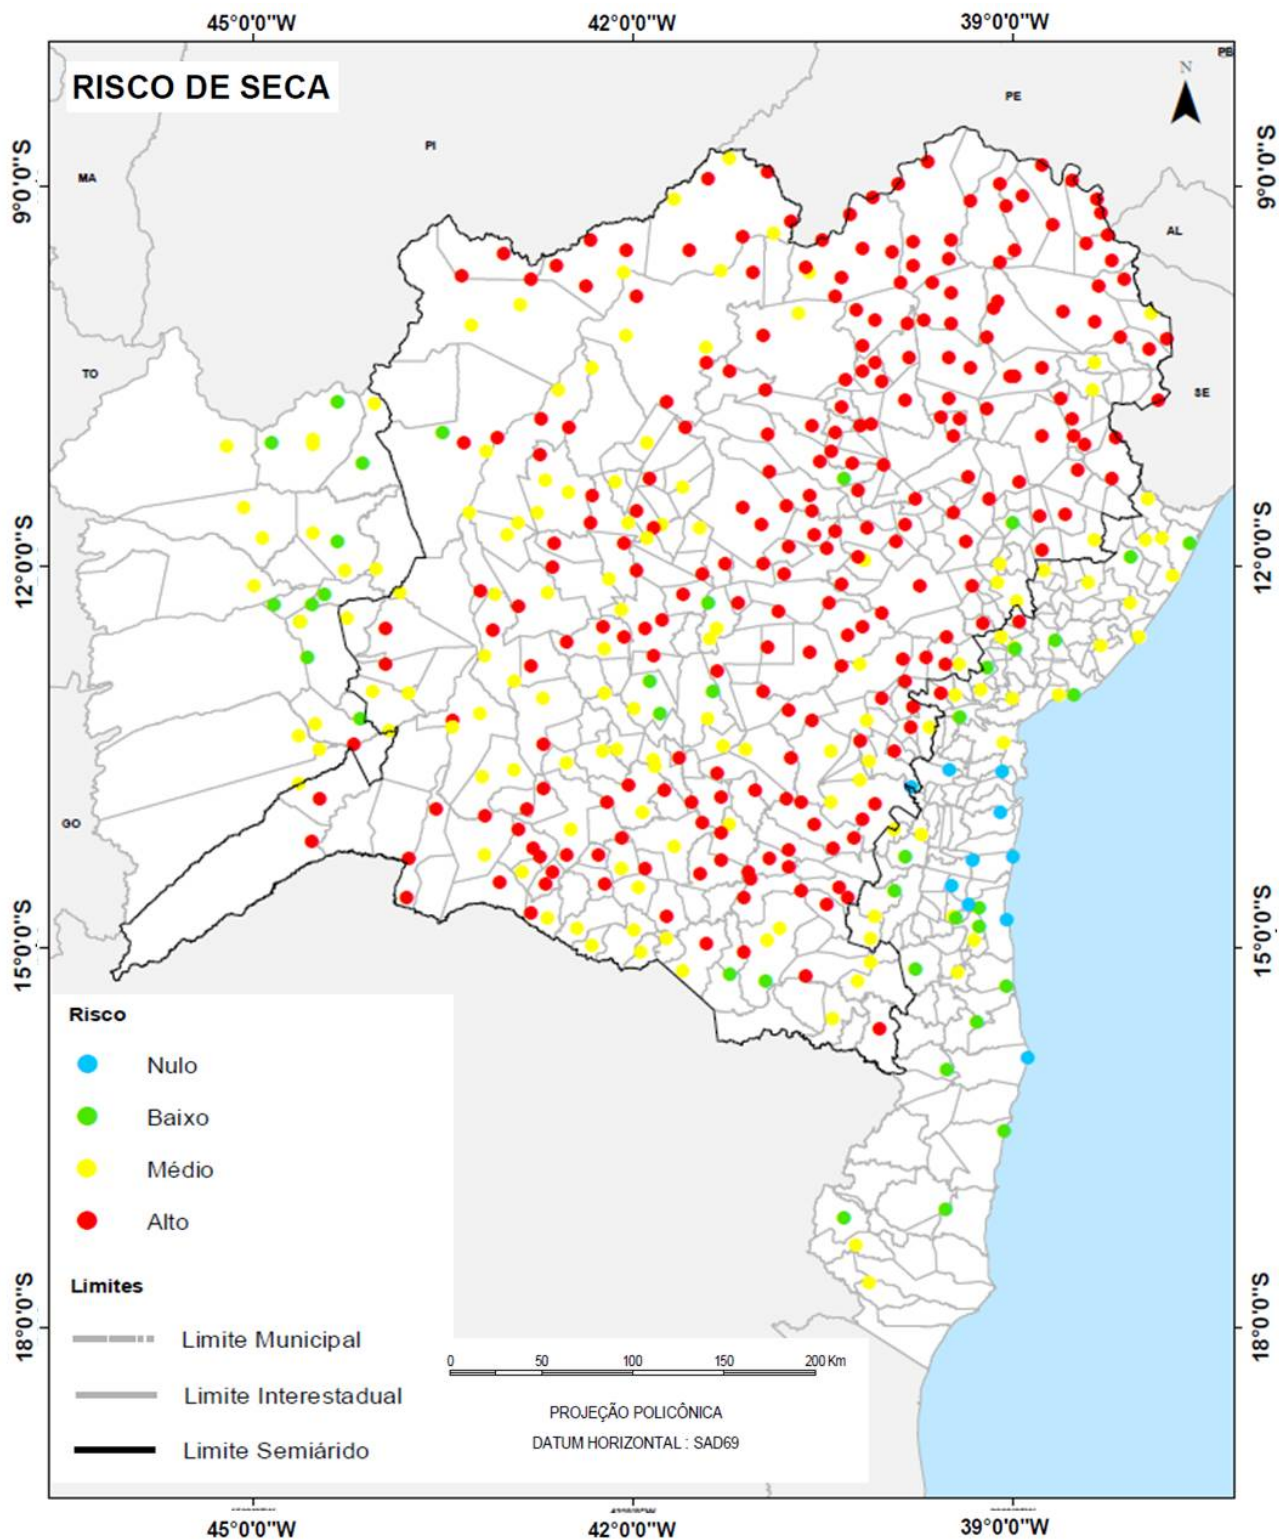 45°0'0"W 42°0'0"W 39°0'0"W
RISCO DE SECA
PB
N
PE
PI
MA
9°0'0"S 9°0'0"S
AL
TO
SE
12°0'0"S 12°0'0"S
GO
15°0'0"S 15°0'0"S
Risco
Nulo
Baixo
Médio
Alto
Limites
18°0'0"S 18°0'0"S
Limite Municipal
0 50 100 150 200 Km
Limite Interestadual
PROJEÇÃO POLICÔNICA
DATUM HORIZONTAL : SAD69
Limite Semiárido
45°0'0"W 42°0'0"W 39°0'0"W